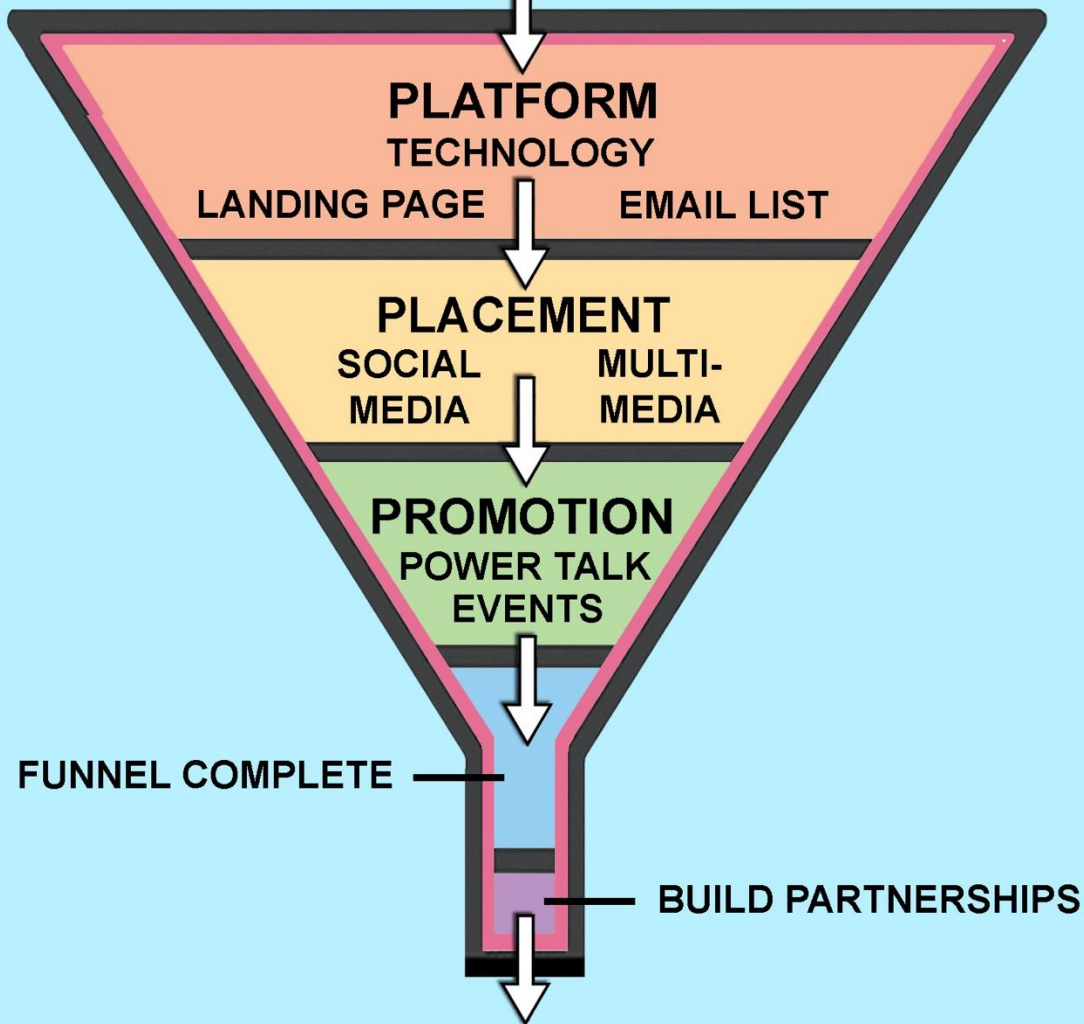 PLATFORM
TECHNOLOGY
LANDING PAGE EMAIL LIST
PLACEMENT
SOCIAL
MEDIA
MULTI-
MEDIA
PROMOTION
POWER TALK
EVENTS
FUNNEL COMPLETE
BUILD PARTNERSHIPS